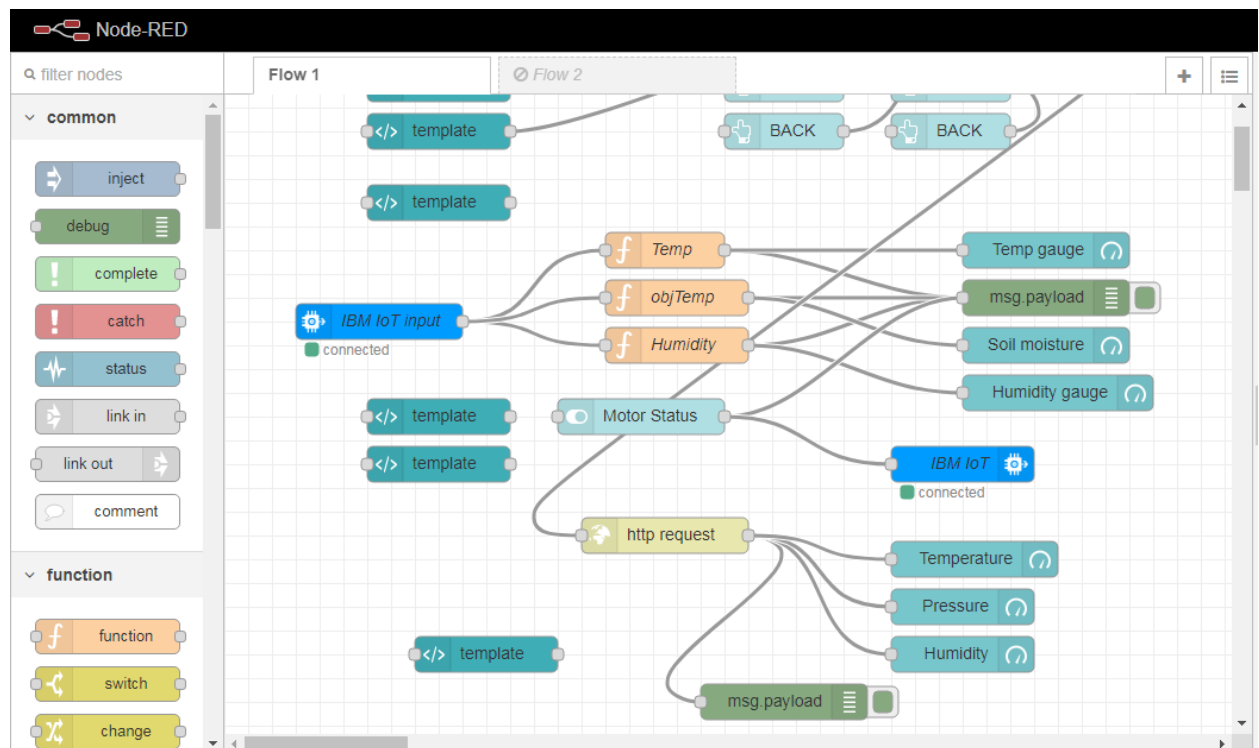 Node-RED
filter nodes
Flow 1
Flow 2
common
inject
debug
complete
catch
status
link in
link out
comment
function
function
switch
change
template
BACK
BACK
template
Temp
Temp gauge
objTemp
msg.payload
IBM IoT input
connected
Humidity
Soil moisture
Humidity gauge
template
Motor Status
template
IBM IoT
connected
http request
Temperature
Pressure
template
Humidity
msg.payload